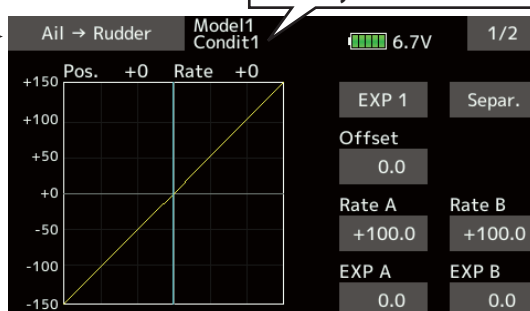 Ail → Rudder
Model1
Condit1
6.7V
1/2
Pos. +0 Rate +0
+150
+100
+50
+0
-50
-100
-150
EXP 1
Separ.
Offset
0.0
Rate A
Rate B
+100.0
+100.0
EXP A
EXP B
0.0
0.0